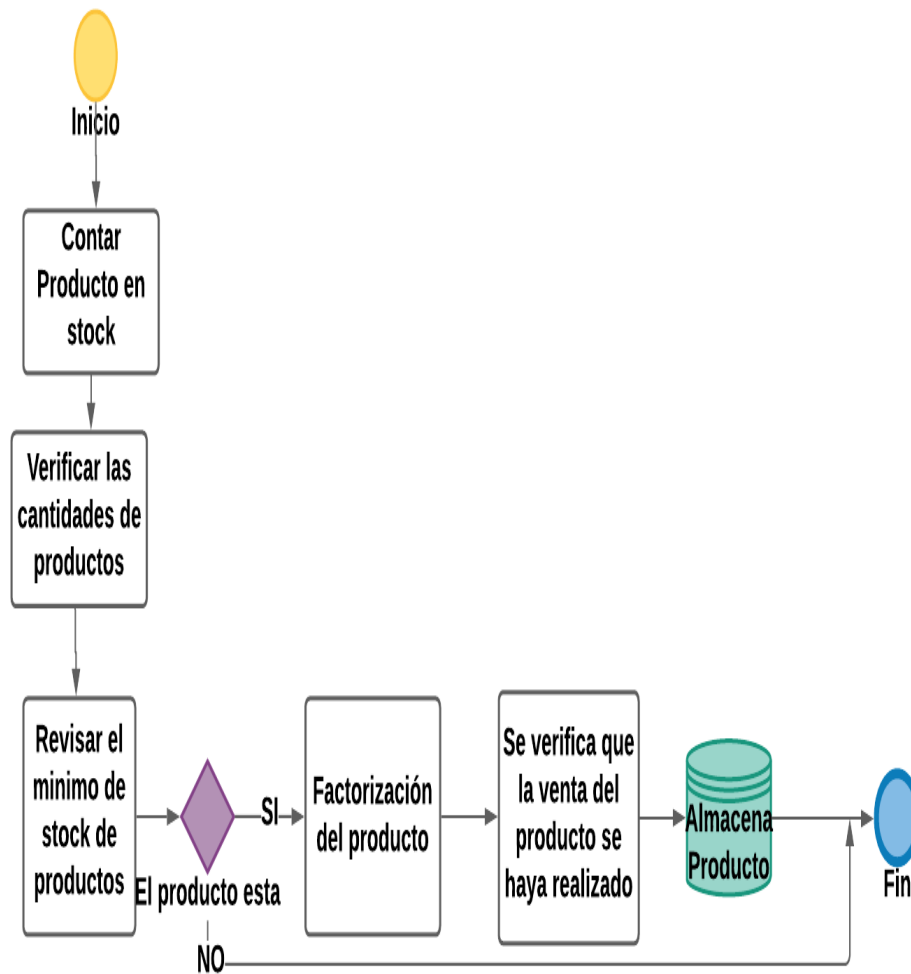 Inicio
Contar
Producto en
stock
Verificar las
cantidades de
productos
Revisar el
minimo de
stock de
productos
El producto esta
SI
NO
Factorización
del producto
Se verifica que
la venta del
producto se
haya realizado
Almacena
Producto
Fin